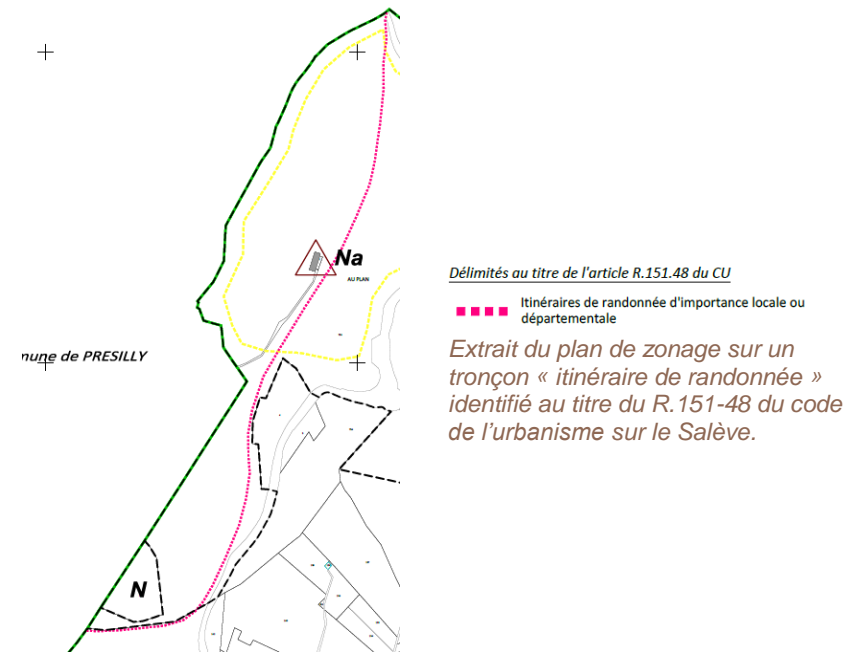 Na
AU PLAN
mune de PRESILLY
N
Délimités au titre de l'article R.151.48 du CU
Itinéraires de randonnée d'importance locale ou
départementale
Extrait du plan de zonage sur un
tronçon « itinéraire de randonnée »
identifié au titre du R.151-48 du code
de l'urbanisme sur le Salève.